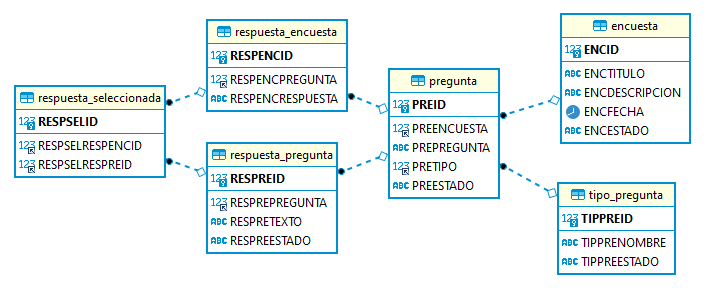 respuesta_encuesta
123 RESPENCID
123 RESPENCPREGUNTA
ABC RESPENCRESPUESTA
encuesta
123 ENCID
ABC ENCTITULO
ABC ENCDESCRIPCION
ENCFECHA
ABC ENCESTADO
respuesta_seleccionada
123 RESPSELID
123 RESPSELRESPENCID
123 RESPSELRESPREID
pregunta
123 PREID
123 PREENCUESTA
ABC PREPREGUNTA
123 PRETIPO
ABC PREESTADO
respuesta_pregunta
123 RESPREID
123 RESPREPREGUNTA
ABC RESPRETEXTO
ABC RESPREESTADO
tipo_pregunta
123 TIPPREID
ABC TIPPRENOMBRE
ABC TIPPREESTADO